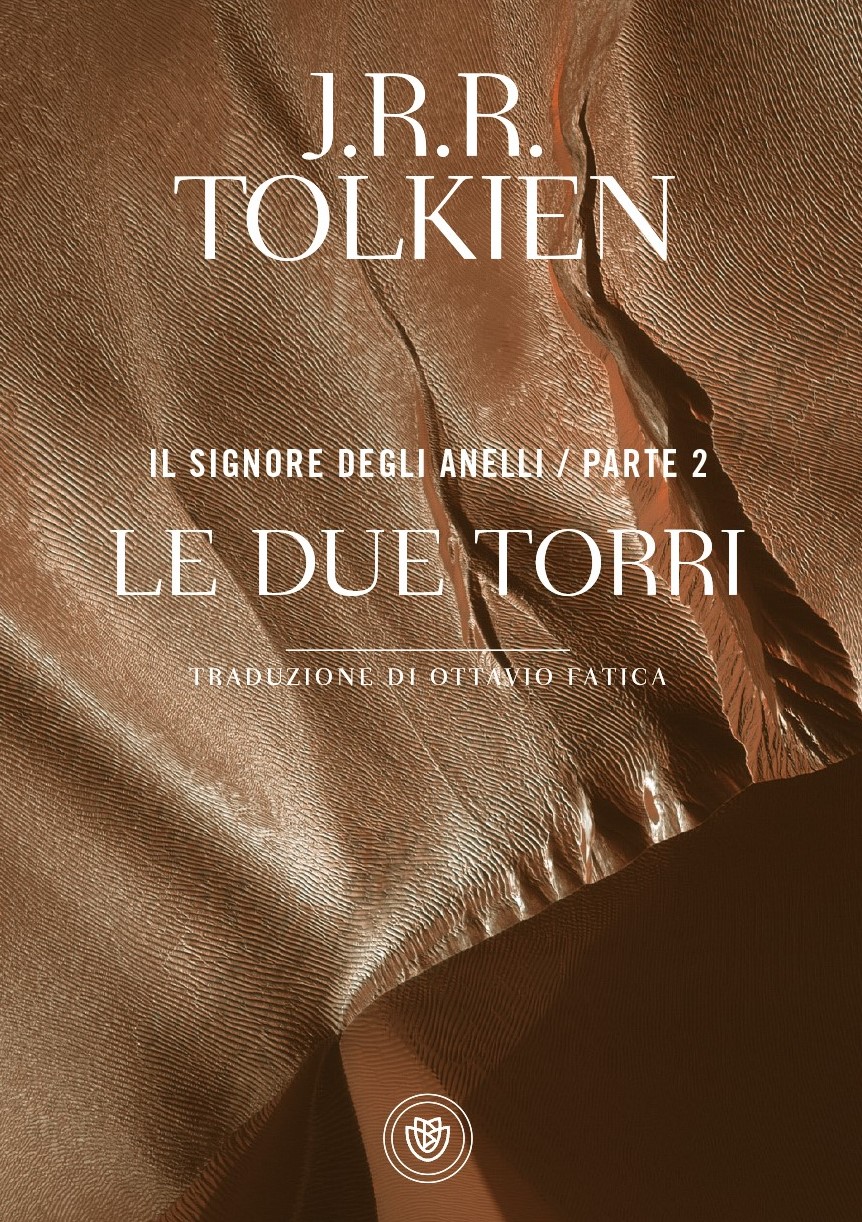 J.R.R.
TOLKIEN
IL SIGNORE DEGLI ANELLI / PARTE 2
LE DUE TORRI
TRADUZIONE DI OTTAVIO FATICA